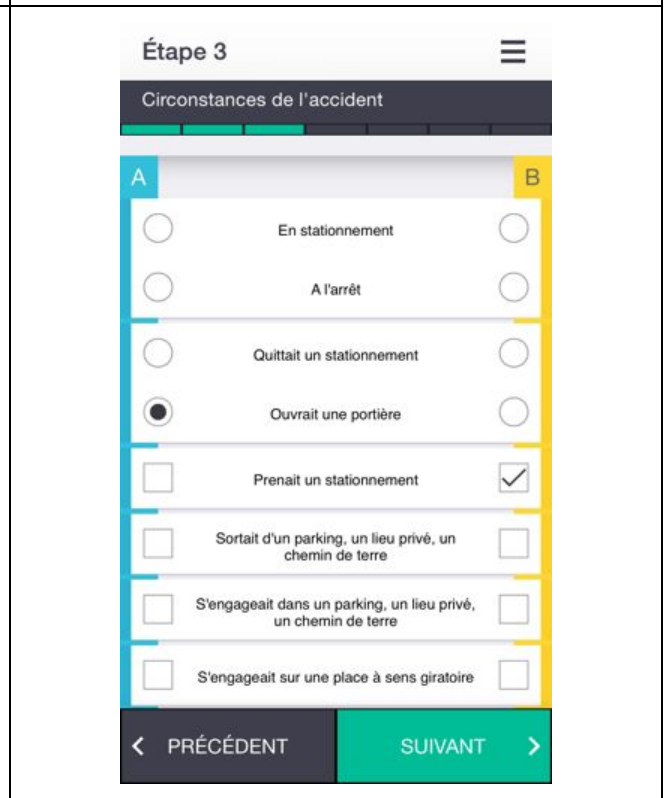 Étape 3
Circonstances de l'accident
A
B
En stationnement
A l'arrêt
Quittait un stationnement
Ouvrait une portière
Prenait un stationnement
Sortait d'un parking, un lieu privé, un
chemin de terre
S'engageait dans un parking, un lieu privé,
un chemin de terre
S'engageait sur une place à sens giratoire
PRÉCÉDENT
SUIVANT